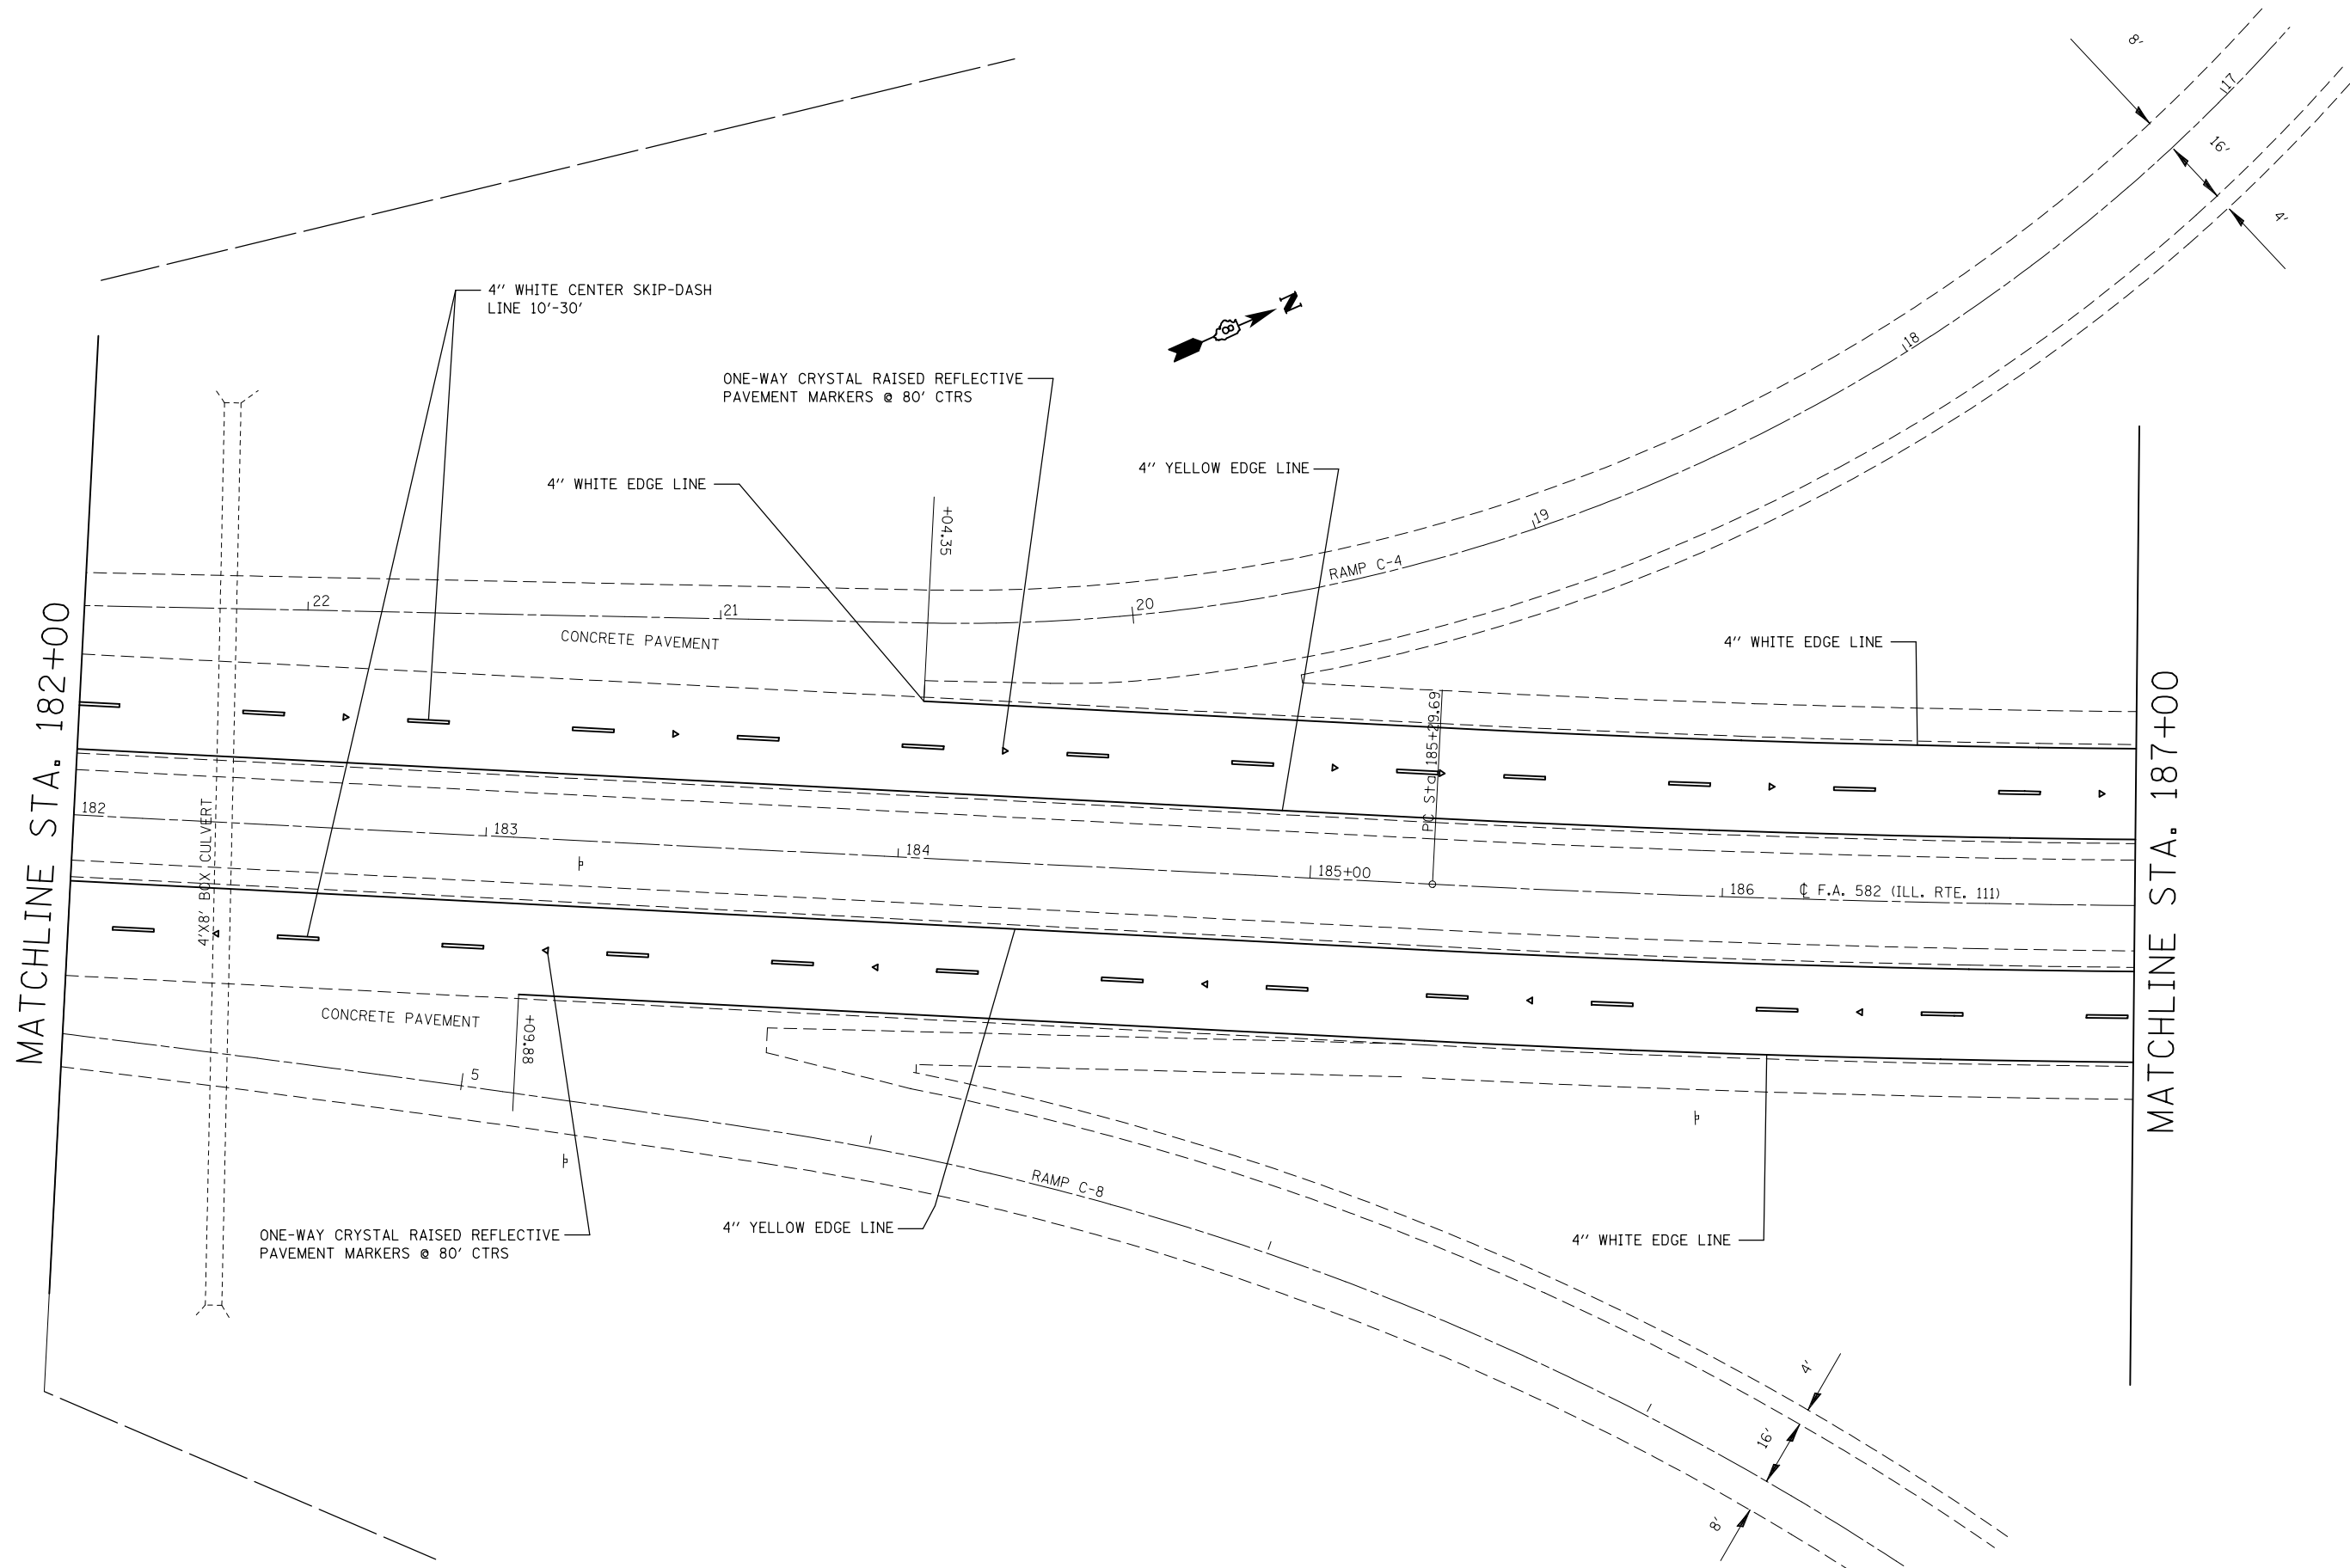 8'
17
16'
4'
4" WHITE CENTER SKIP-DASH
LINE 10'-30'
N
8
ONE-WAY CRYSTAL RAISED REFLECTIVE
PAVEMENT MARKERS @ 80' CTRS
18
4" YELLOW EDGE LINE
4" WHITE EDGE LINE
+04.35
19
RAMP C-4
22
21
20
CONCRETE PAVEMENT
4" WHITE EDGE LINE
MATCHLINE STA. 182+00
MATCHLINE STA. 187+00
PC Sta 185+29.69
182
183
184
185+00
186
℄ F.A. 582 (ILL. RTE. 111)
4'X8' BOX CULVERT
CONCRETE PAVEMENT
+09.88
5
RAMP C-8
ONE-WAY CRYSTAL RAISED REFLECTIVE
PAVEMENT MARKERS @ 80' CTRS
4" YELLOW EDGE LINE
4" WHITE EDGE LINE
4'
16'
8'